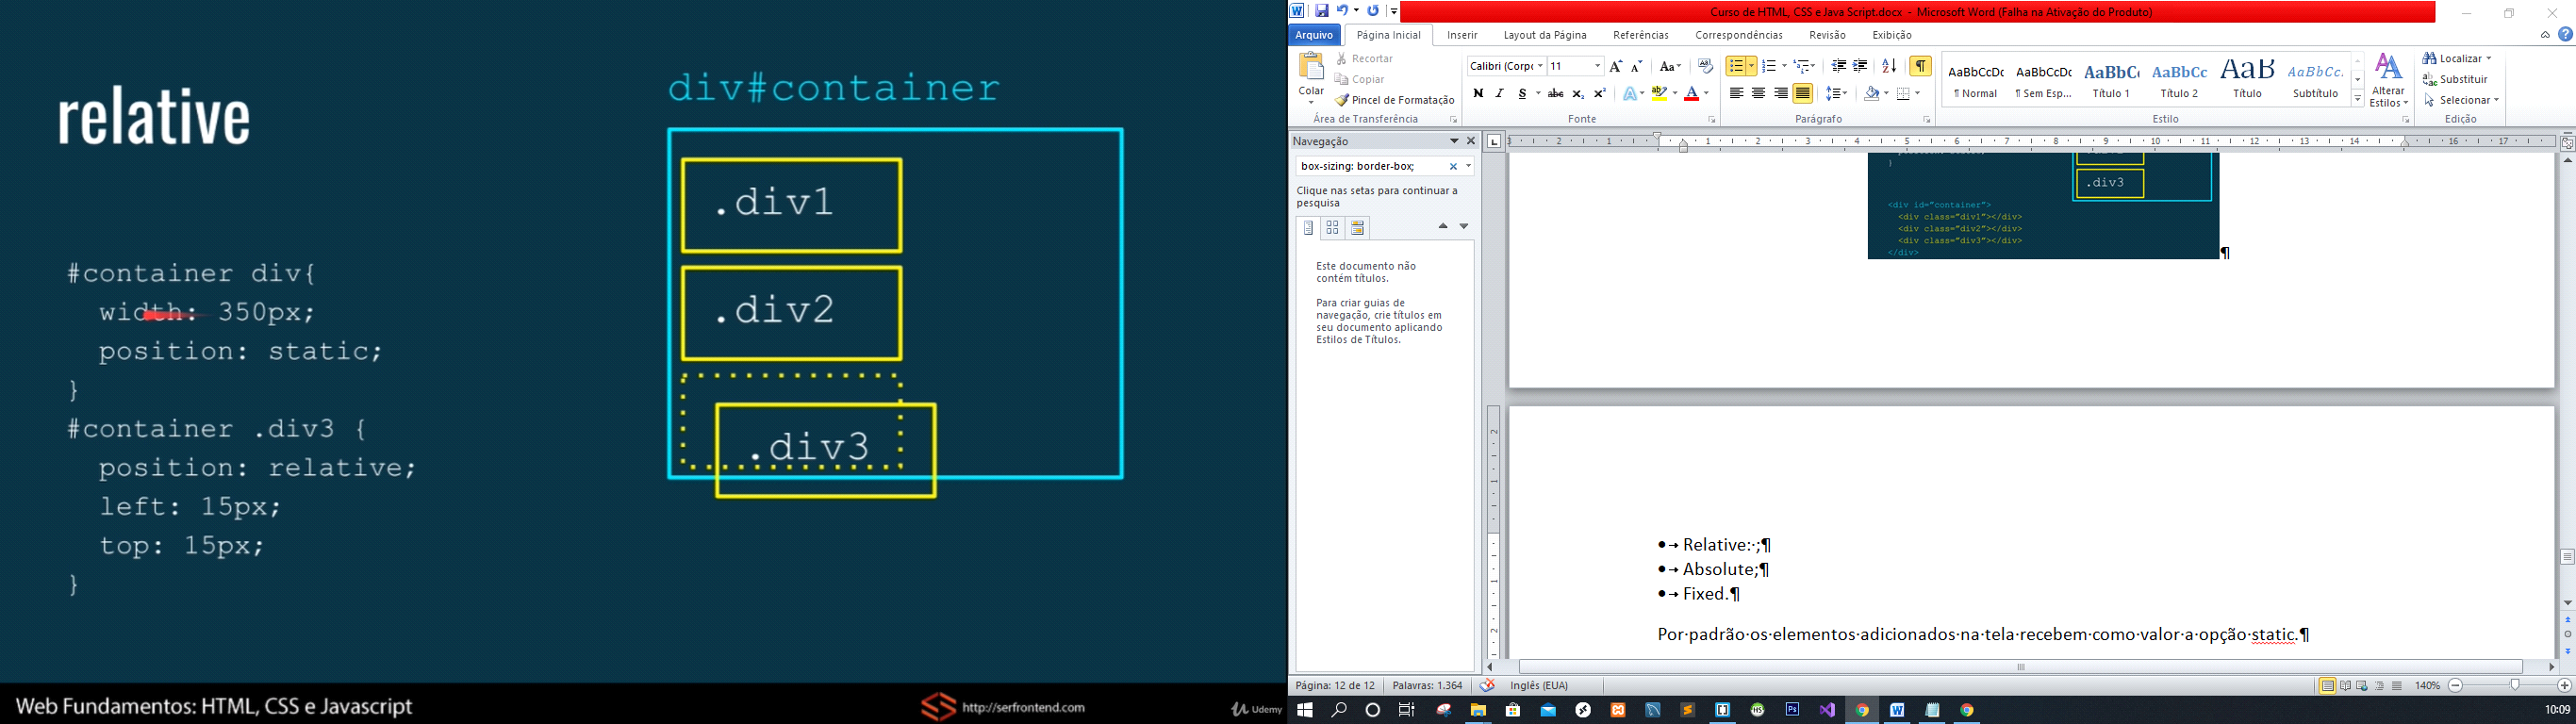 relative
#container div{
width: 350px;
position: static;
}
#container .div3 {
position: relative;
left: 15px;
top: 15px;
}
div#container
.div1
.div2
.div3
Web Fundamentos: HTML, CSS e Javascript
http://serfrontend.com
Udemy
Curso de HTML, CSS e Java Script.docx - Microsoft Word (Falha na Ativação do Produto)
Arquivo Página Inicial Inserir Layout da Página Referências Correspondências Revisão Exibição
Colar
Recortar
Copiar
Pincel de Formatação
Área de Transferência
Calibri (Corpo 11
Fonte
Parágrafo
AaBbCcDc AaBbCcDc AaBbC AaBbCc AaB AaBbCc.
¶ Normal ¶ Sem Esp... Título 1 Título 2 Título Subtítulo
Alterar
Estilos
Estilo
Localizar
Substituir
Selecionar
Edição
Navegação
box-sizing: border-box;
Clique nas setas para continuar a
pesquisa
Este documento não
contém títulos.
Para criar guias de
navegação, crie títulos em
seu documento aplicando
Estilos de Títulos.
}
.div3
<div id="container">
<div class="div1"></div>
<div class="div2"></div>
<div class="div3"></div>
</div>
¶
•→ Relative:·;¶
•→ Absolute;¶
•→ Fixed.¶
Por·padrão·os·elementos·adicionados·na·tela·recebem·como·valor·a·opção·static.¶
Página: 12 de 12 Palavras: 1.364 Inglês (EUA) 140%
10:09